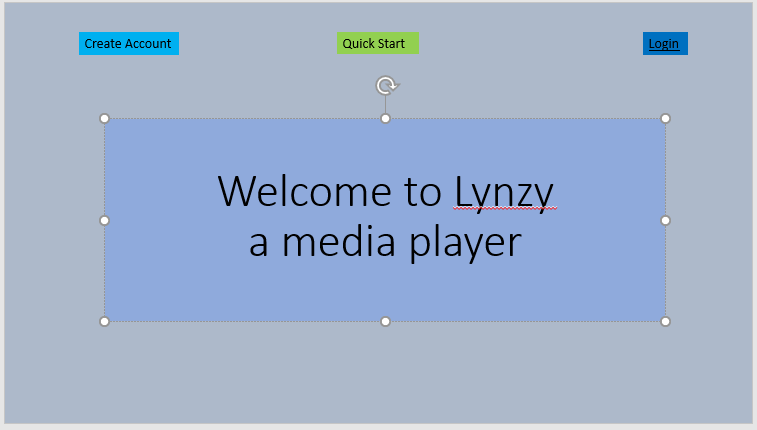 Create Account
Quick Start
Login
Welcome to Lynzy
a media player